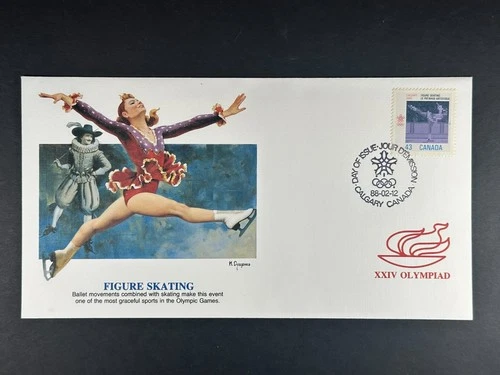 FIGURE SKATING
Ballet movements combined with skating make this event
one of the most graceful sports in the Olympic Games.
43 CANADA
DAY OF ISSUE·JOUR D'ÉMISSION
88-02-12
CALGARY CANADA
XXIV OLYMPIAD